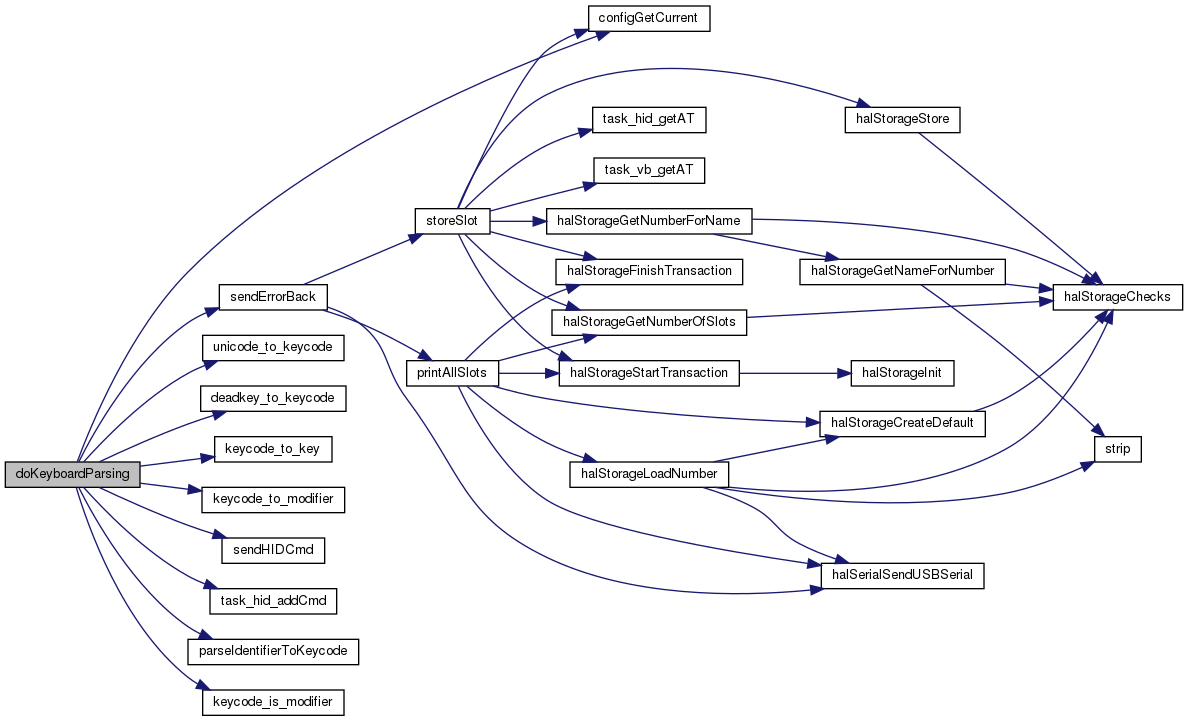 configGetCurrent
task_hid_getAT
halStorageStore
task_vb_getAT
storeSlot
halStorageGetNumberForName
halStorageFinishTransaction
halStorageGetNameForNumber
sendErrorBack
halStorageChecks
halStorageGetNumberOfSlots
unicode_to_keycode
printAllSlots
halStorageStartTransaction
halStorageInit
deadkey_to_keycode
halStorageCreateDefault
keycode_to_key
strip
doKeyboardParsing
halStorageLoadNumber
keycode_to_modifier
sendHIDCmd
halSerialSendUSBSerial
task_hid_addCmd
parseIdentifierToKeycode
keycode_is_modifier